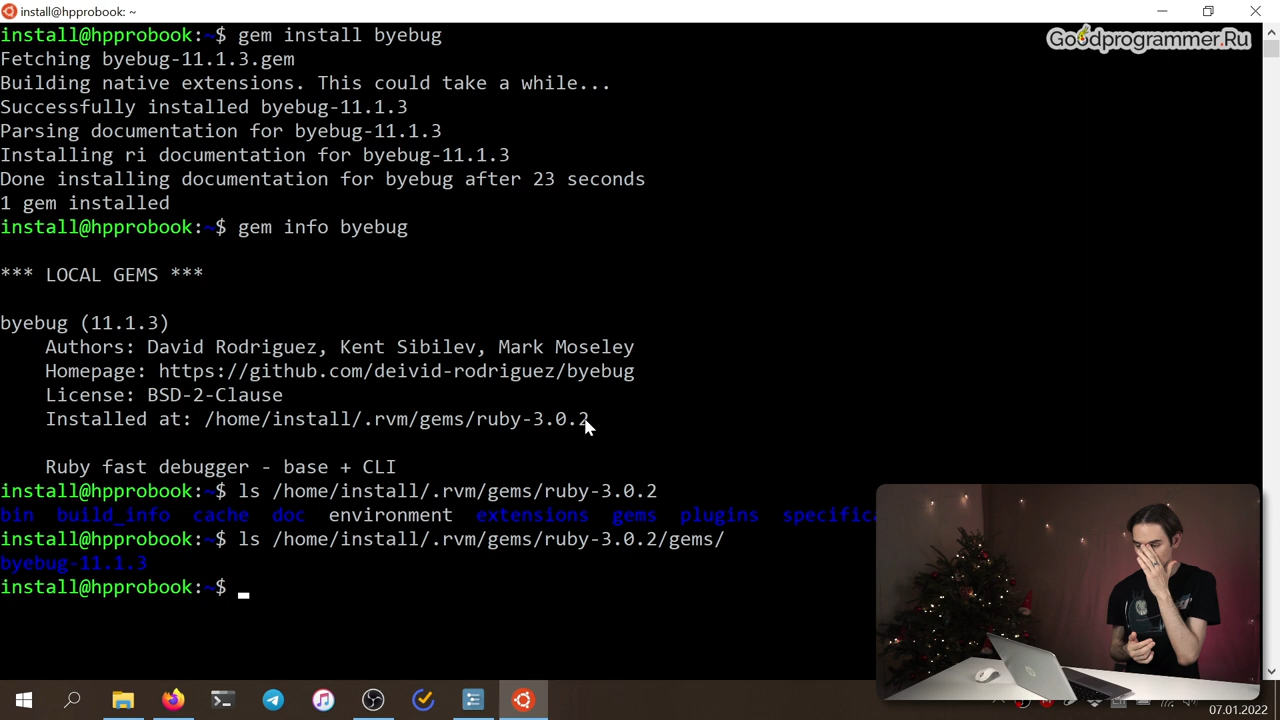 install@hpprobook: ~
install@hpprobook:~$ gem install byebug
Goodprogrammer.Ru
Fetching byebug-11.1.3.gem
Building native extensions. This could take a while...
Successfully installed byebug-11.1.3
Parsing documentation for byebug-11.1.3
Installing ri documentation for byebug-11.1.3
Done installing documentation for byebug after 23 seconds
1 gem installed
install@hpprobook:~$ gem info byebug
*** LOCAL GEMS ***
byebug (11.1.3)
Authors: David Rodriguez, Kent Sibilev, Mark Moseley
Homepage: https://github.com/deivid-rodriguez/byebug
License: BSD-2-Clause
Installed at: /home/install/.rvm/gems/ruby-3.0.2
Ruby fast debugger - base + CLI
install@hpprobook:~$ ls /home/install/.rvm/gems/ruby-3.0.2
bin build_info cache doc environment extensions gems plugins specifica
install@hpprobook:~$ ls /home/install/.rvm/gems/ruby-3.0.2/gems/
byebug-11.1.3
install@hpprobook:~$
07.01.2022